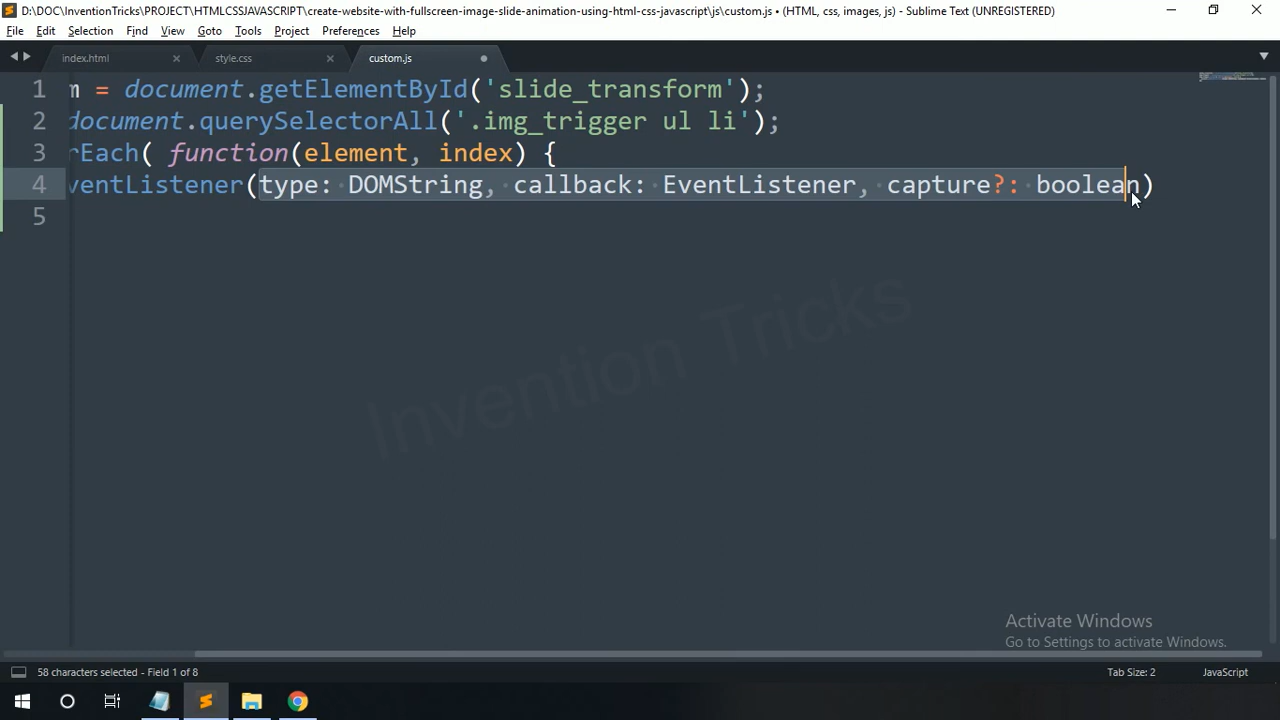 D:\DOC\InventionTricks\PROJECT\HTMLCSSJAVASCRIPT\create-website-with-fullscreen-image-slide-animation-using-html-css-javascript\js\custom.js • (HTML, css, images, js) - Sublime Text (UNREGISTERED)
File Edit Selection Find View Goto Tools Project Preferences Help
index.html style.css custom.js
1 m = document.getElementById('slide_transform');
2 document.querySelectorAll('.img_trigger ul li');
3 rEach( function(element, index) {
4 ventListener(type: DOMString, callback: EventListener, capture?: boolean)
5
Invention Tricks
Activate Windows
Go to Settings to activate Windows.
58 characters selected - Field 1 of 8 Tab Size: 2 JavaScript